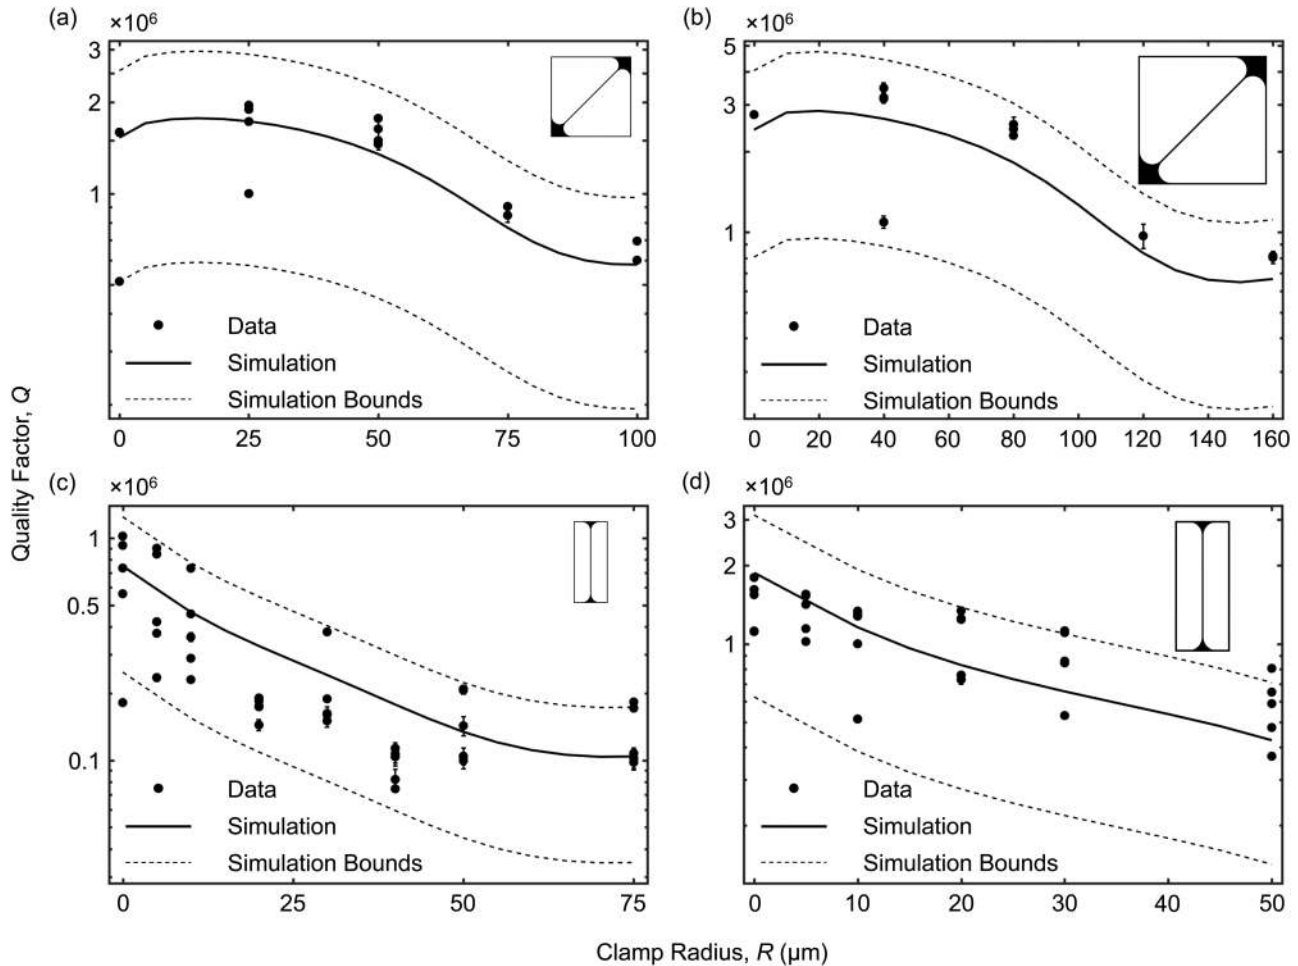 (a)
×10⁶
3
2
1
0
25
50
75
100
Data
Simulation
Simulation Bounds
(b)
×10⁶
5
3
1
0
20
40
60
80
100
120
140
160
Data
Simulation
Simulation Bounds
(c)
×10⁶
1
0.5
0.1
0
25
50
75
Data
Simulation
Simulation Bounds
(d)
×10⁶
3
2
1
0
10
20
30
40
50
Data
Simulation
Simulation Bounds
Quality Factor, Q
Clamp Radius, R (μm)